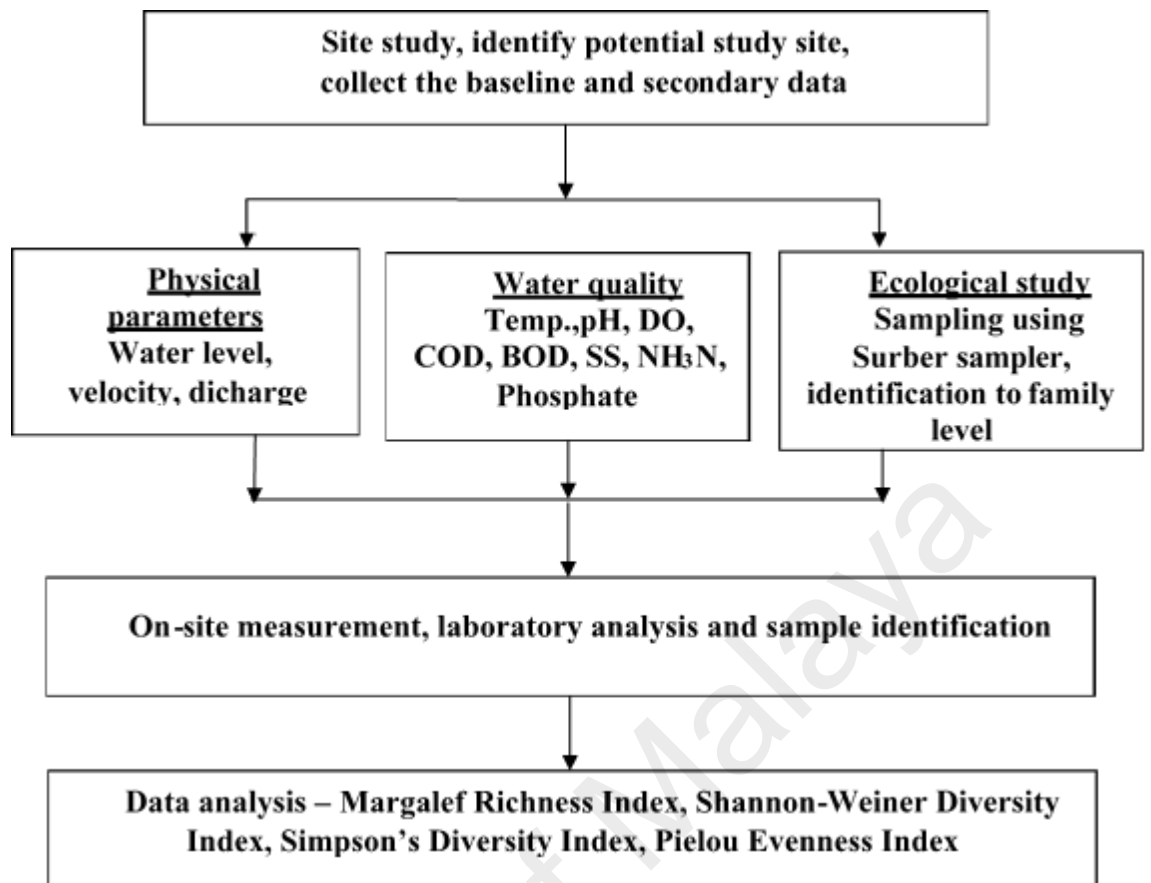 Site study, identify potential study site,
collect the baseline and secondary data
Physical
parameters
Water level,
velocity, dicharge
Water quality
Temp.,pH, DO,
COD, BOD, SS, NH₃N,
Phosphate
Ecological study
Sampling using
Surber sampler,
identification to family
level
On-site measurement, laboratory analysis and sample identification
Data analysis – Margalef Richness Index, Shannon-Weiner Diversity
Index, Simpson’s Diversity Index, Pielou Evenness Index
of Malaya